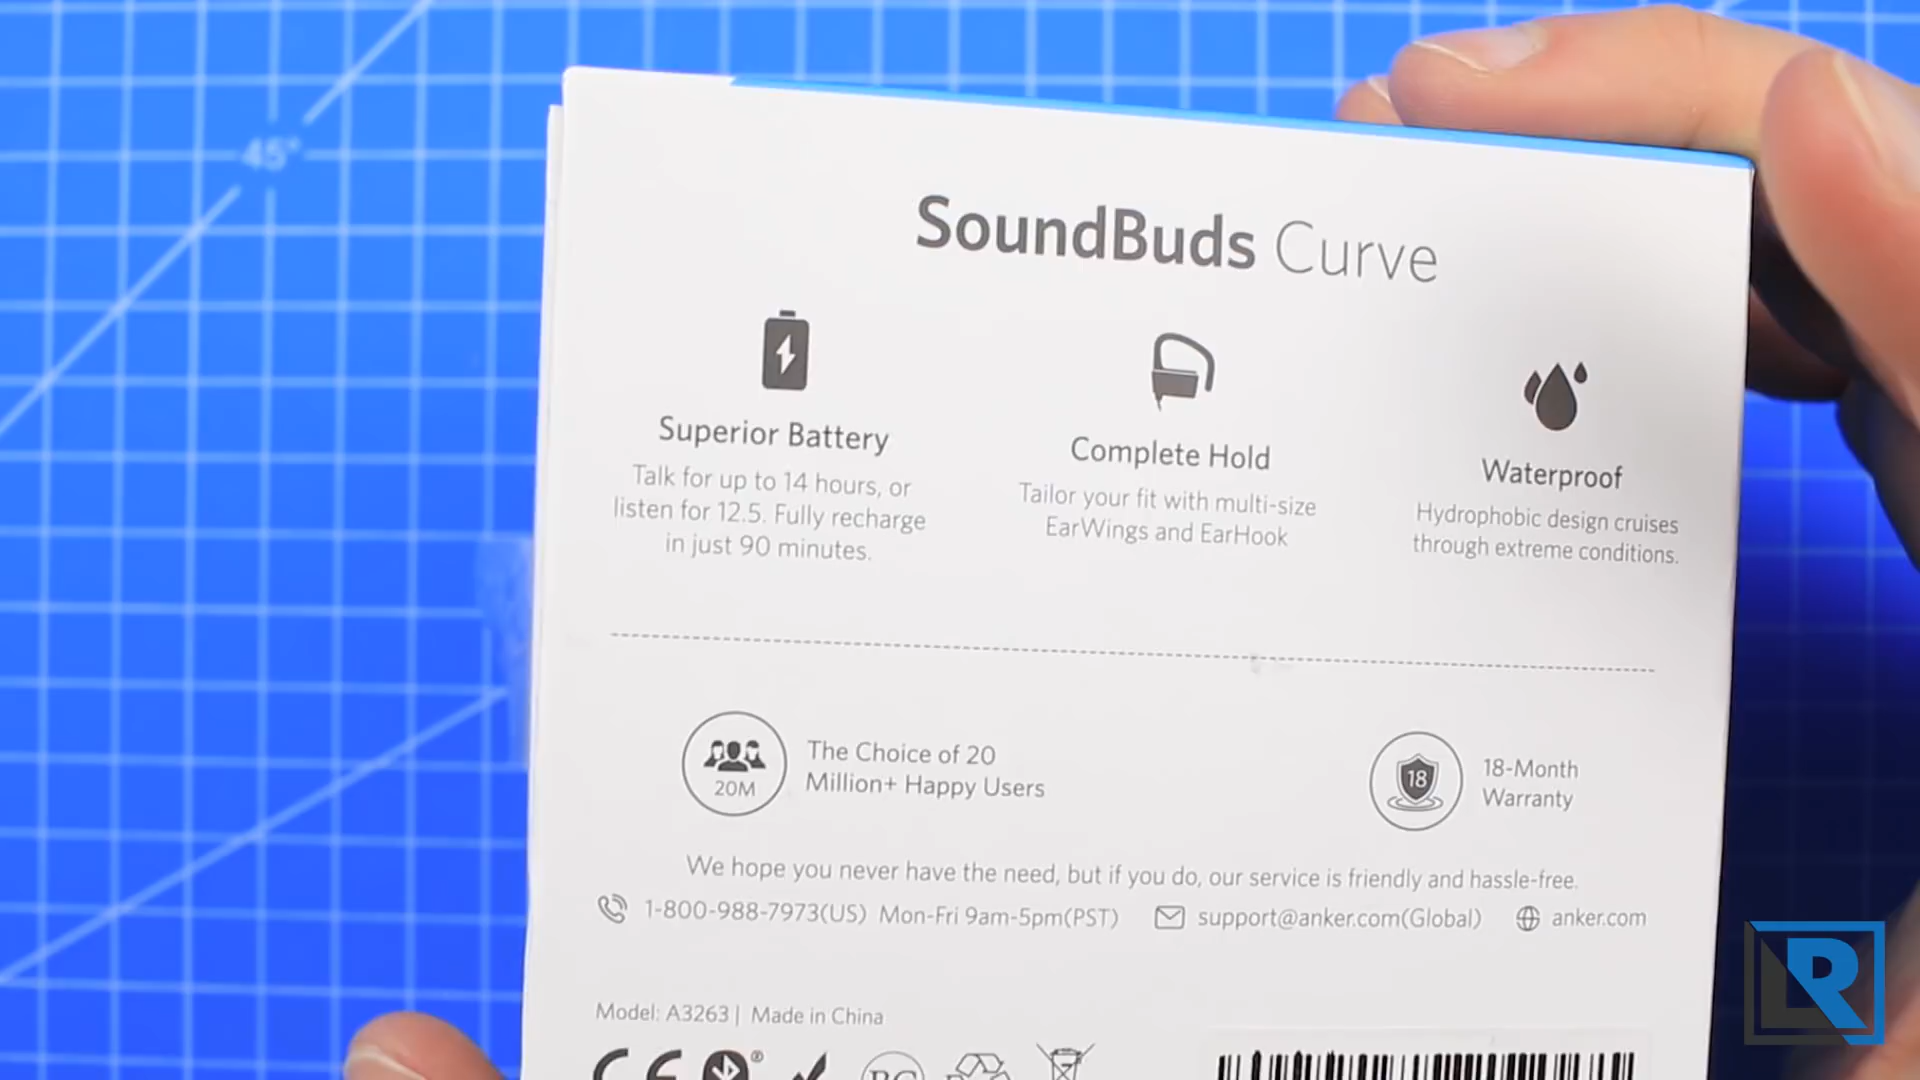 45°
SoundBuds Curve
Superior Battery
Talk for up to 14 hours, or
listen for 12.5. Fully recharge
in just 90 minutes.
Complete Hold
Tailor your fit with multi-size
EarWings and EarHook
Waterproof
Hydrophobic design cruises
through extreme conditions.
20M
The Choice of 20
Million+ Happy Users
18
18-Month
Warranty
We hope you never have the need, but if you do, our service is friendly and hassle-free.
1-800-988-7973(US) Mon-Fri 9am-5pm(PST) support@anker.com(Global) anker.com
Model: A3263 | Made in China
CE
R